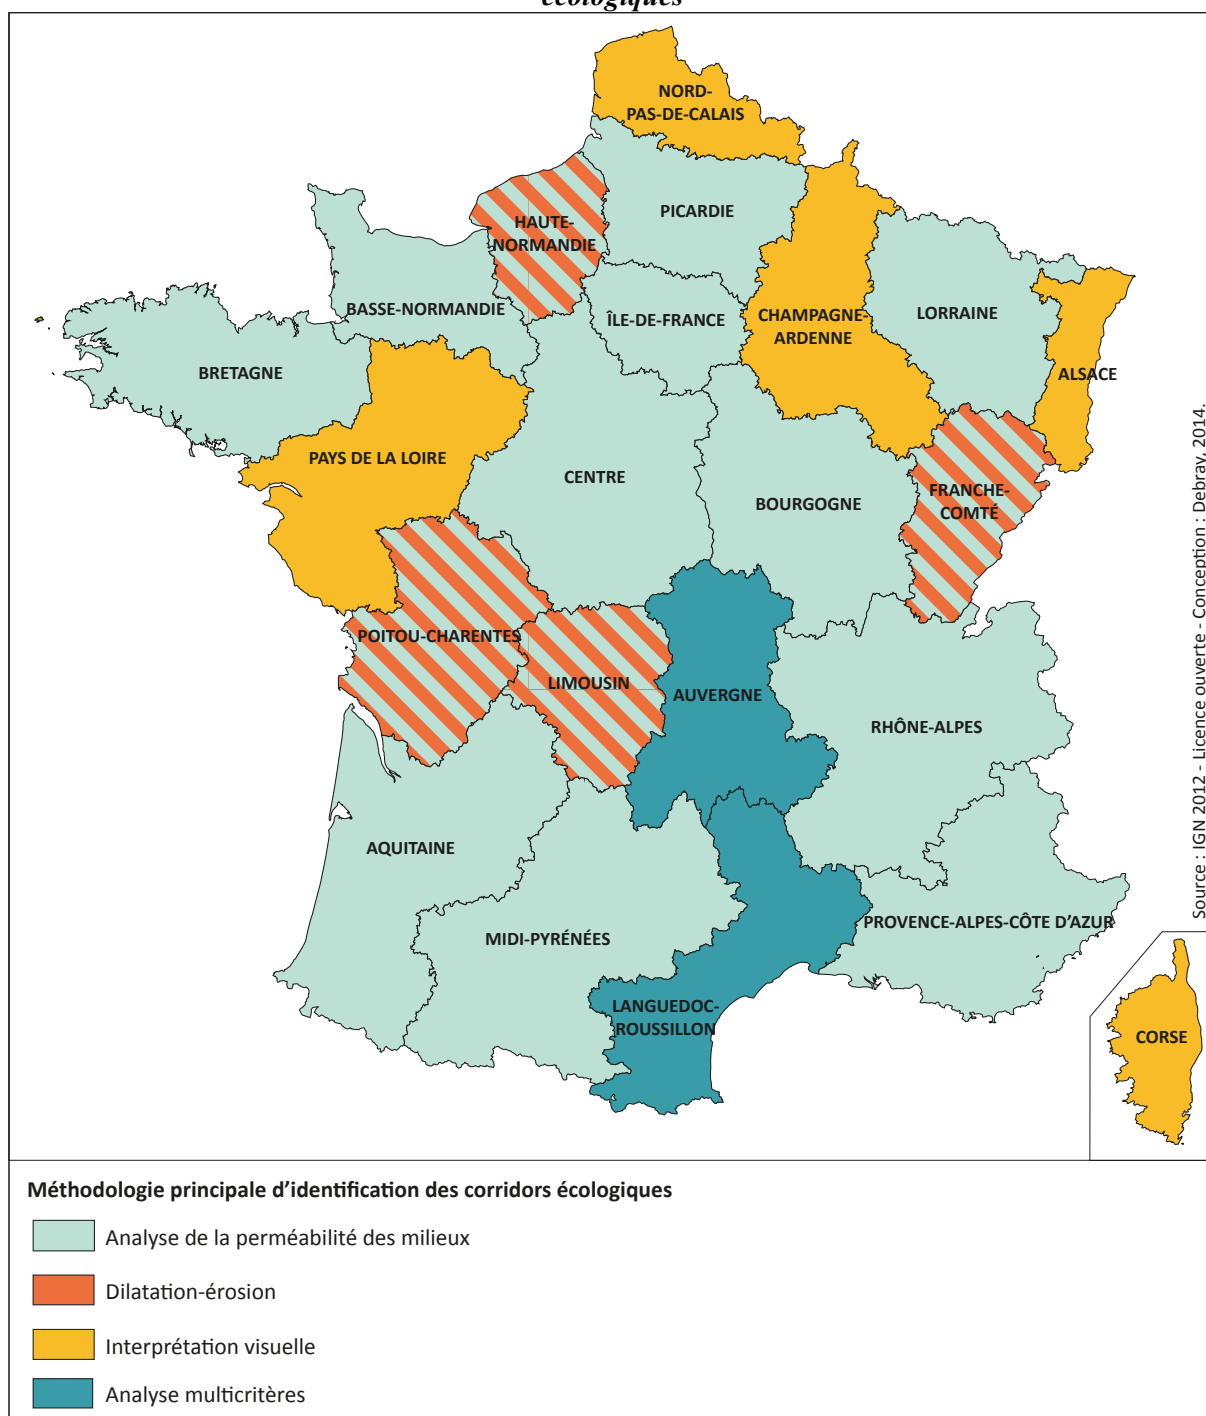 écologiques
NORD-
PAS-DE-CALAIS
HAUTE-
NORMANDIE
PICARDIE
BASSE-NORMANDIE
ÎLE-DE-FRANCE
CHAMPAGNE-
ARDENNE
LORRAINE
ALSACE
BRETAGNE
PAYS DE LA LOIRE
CENTRE
BOURGOGNE
FRANCHE-
COMTÉ
POITOU-CHARENTES
LIMOUSIN
AUVERGNE
RHÔNE-ALPES
AQUITAINE
MIDI-PYRÉNÉES
PROVENCE-ALPES-CÔTE D'AZUR
LANGUEDOC-
ROUSSILLON
CORSE
Source : IGN 2012 - Licence ouverte - Conception : Debray, 2014.
Méthodologie principale d'identification des corridors écologiques
Analyse de la perméabilité des milieux
Dilatation-érosion
Interprétation visuelle
Analyse multicritères